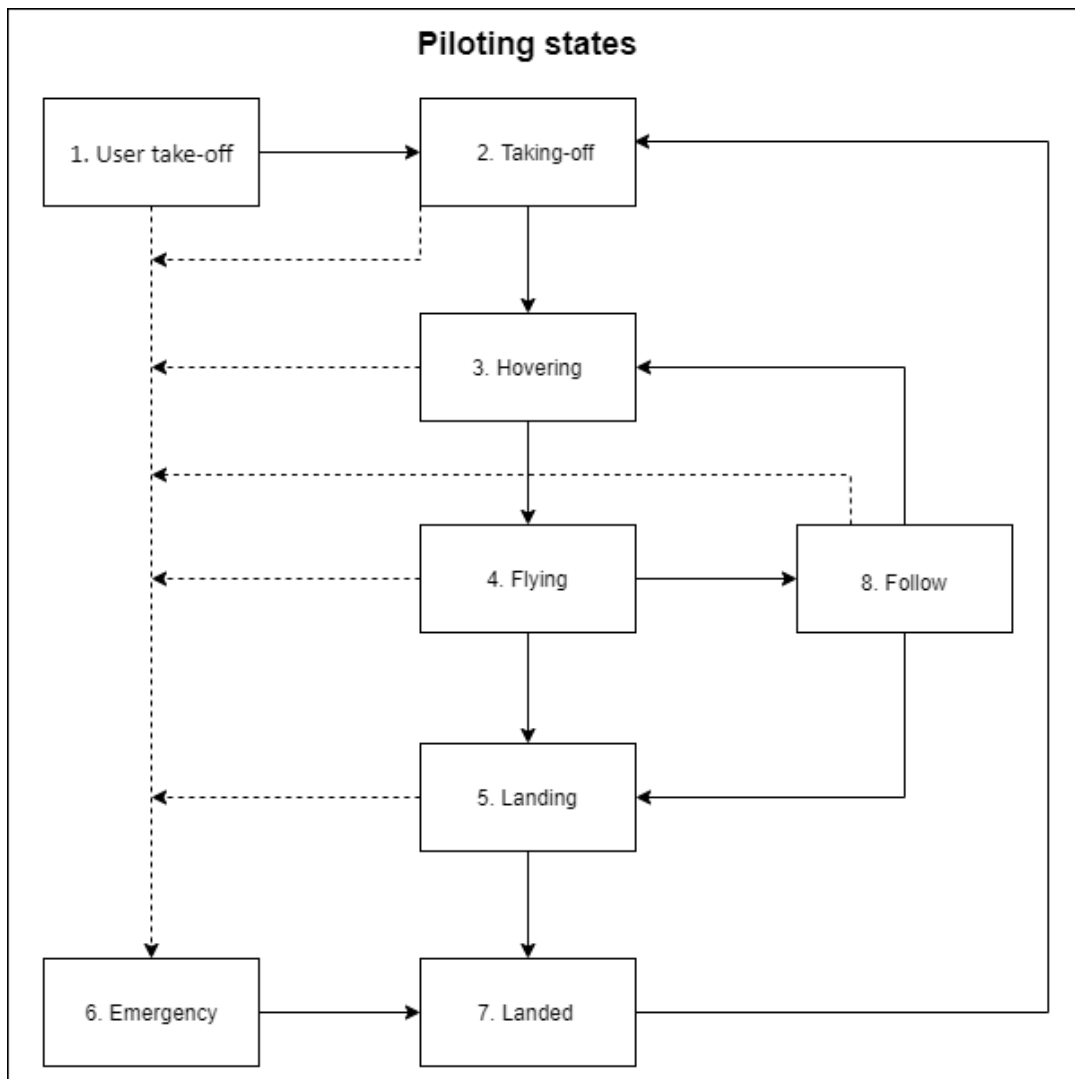 Piloting states
1. User take-off
2. Taking-off
3. Hovering
4. Flying
8. Follow
5. Landing
6. Emergency
7. Landed